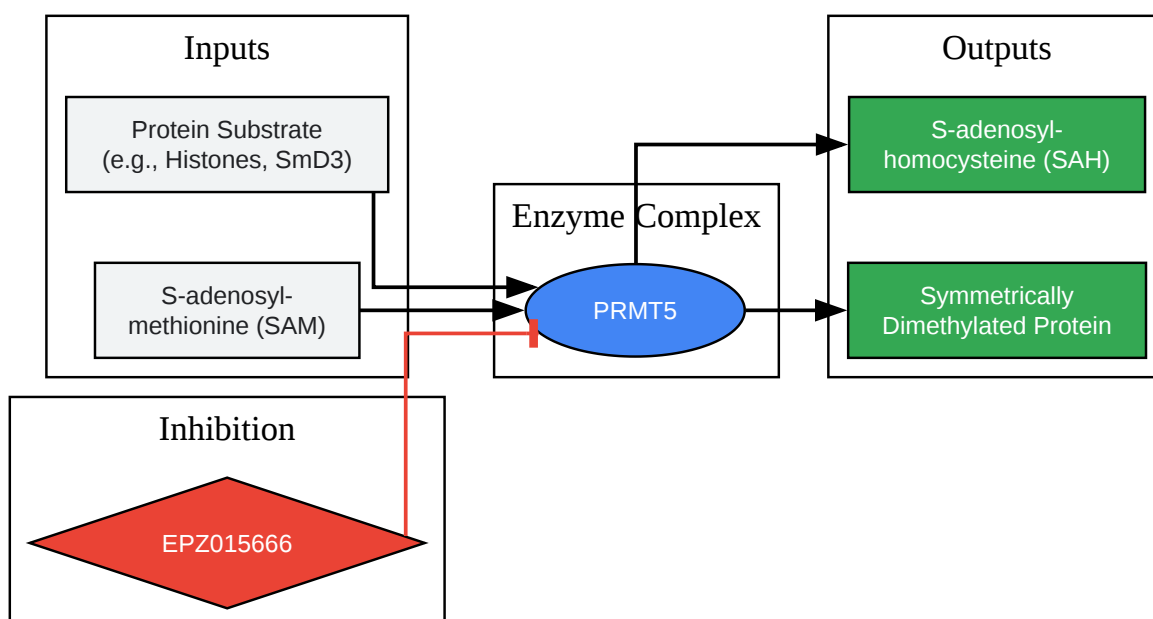 Inputs
Protein Substrate
(e.g., Histones, SmD3)
S-adenosyl-
methionine (SAM)
Enzyme Complex
PRMT5
Outputs
S-adenosyl-
homocysteine (SAH)
Symmetrically
Dimethylated Protein
Inhibition
EPZ015666